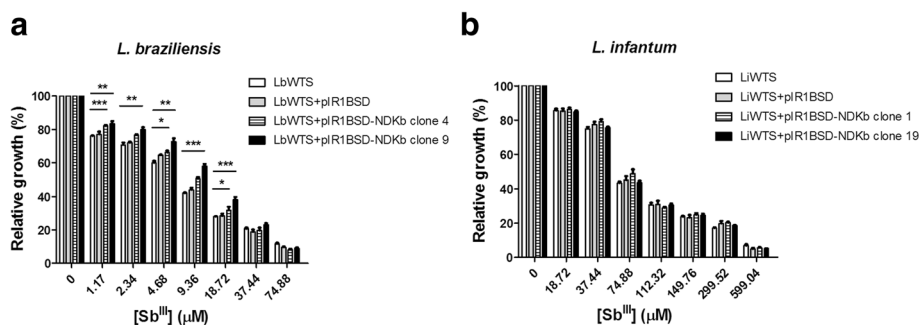 a
L. braziliensis
LbWTS
LbWTS+pIR1BSD
LbWTS+pIR1BSD-NDKb clone 4
LbWTS+pIR1BSD-NDKb clone 9
** *** ** ** * *** *** *
Relative growth (%)
100
80
60
40
20
0
0 1.17 2.34 4.68 9.36 18.72 37.44 74.88
[Sbᴵᴵᴵ] (μM)
b
L. infantum
LiWTS
LiWTS+pIR1BSD
LiWTS+pIR1BSD-NDKb clone 1
LiWTS+pIR1BSD-NDKb clone 19
Relative growth (%)
100
80
60
40
20
0
0 18.72 37.44 74.88 112.32 149.76 299.52 599.04
[Sbᴵᴵᴵ] (μM)